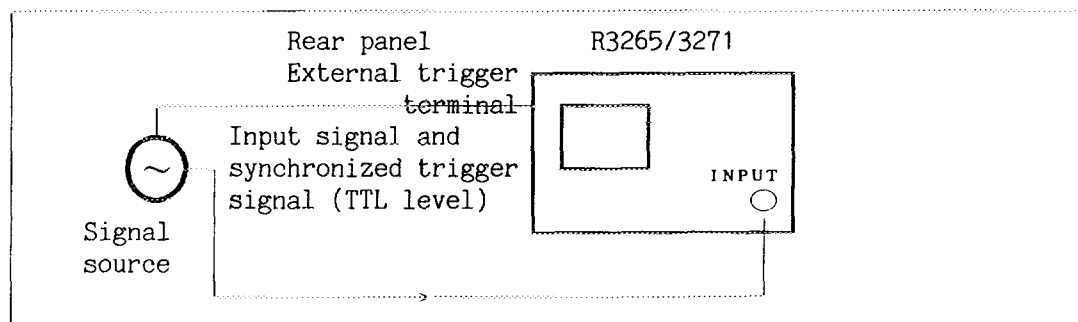 Rear panel
R3265/3271
External trigger
terminal
Input signal and
synchronized trigger
signal (TTL level)
INPUT
~
Signal
source